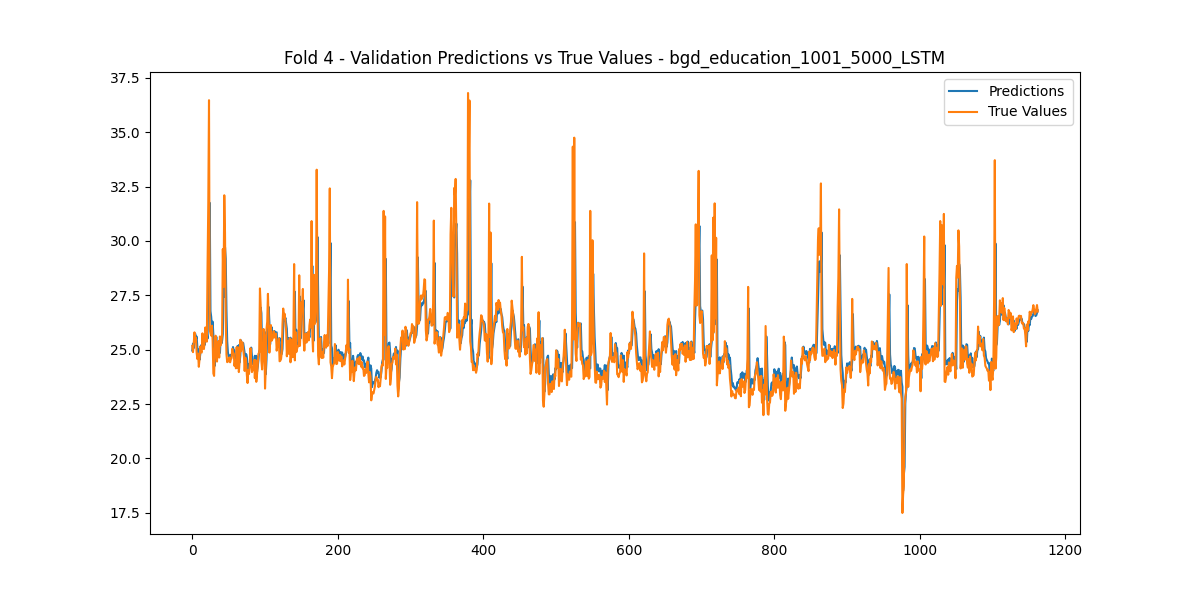 Fold 4 - Validation Predictions vs True Values - bgd_education_1001_5000_LSTM
37.5
35.0
32.5
30.0
27.5
25.0
22.5
20.0
17.5
Predictions
True Values
0 200 400 600 800 1000 1200